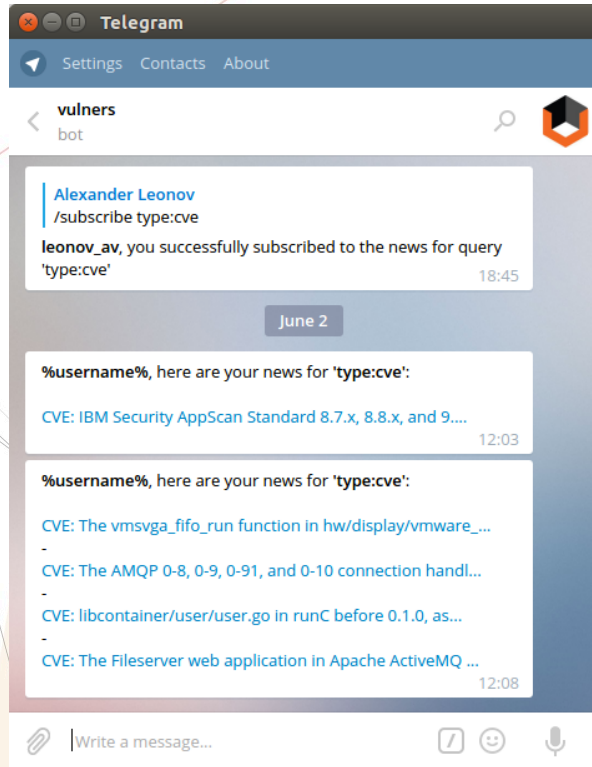 Telegram
Settings Contacts About
vulners
bot
Alexander Leonov
/subscribe type:cve
leonov_av, you successfully subscribed to the news for query
'type:cve'
18:45
June 2
%username%, here are your news for 'type:cve':
CVE: IBM Security AppScan Standard 8.7.x, 8.8.x, and 9....
12:03
%username%, here are your news for 'type:cve':
CVE: The vmsvga_fifo_run function in hw/display/vmware_...
-
CVE: The AMQP 0-8, 0-9, 0-91, and 0-10 connection handl...
-
CVE: libcontainer/user/user.go in runC before 0.1.0, as...
-
CVE: The Fileserver web application in Apache ActiveMQ ...
12:08
Write a message...